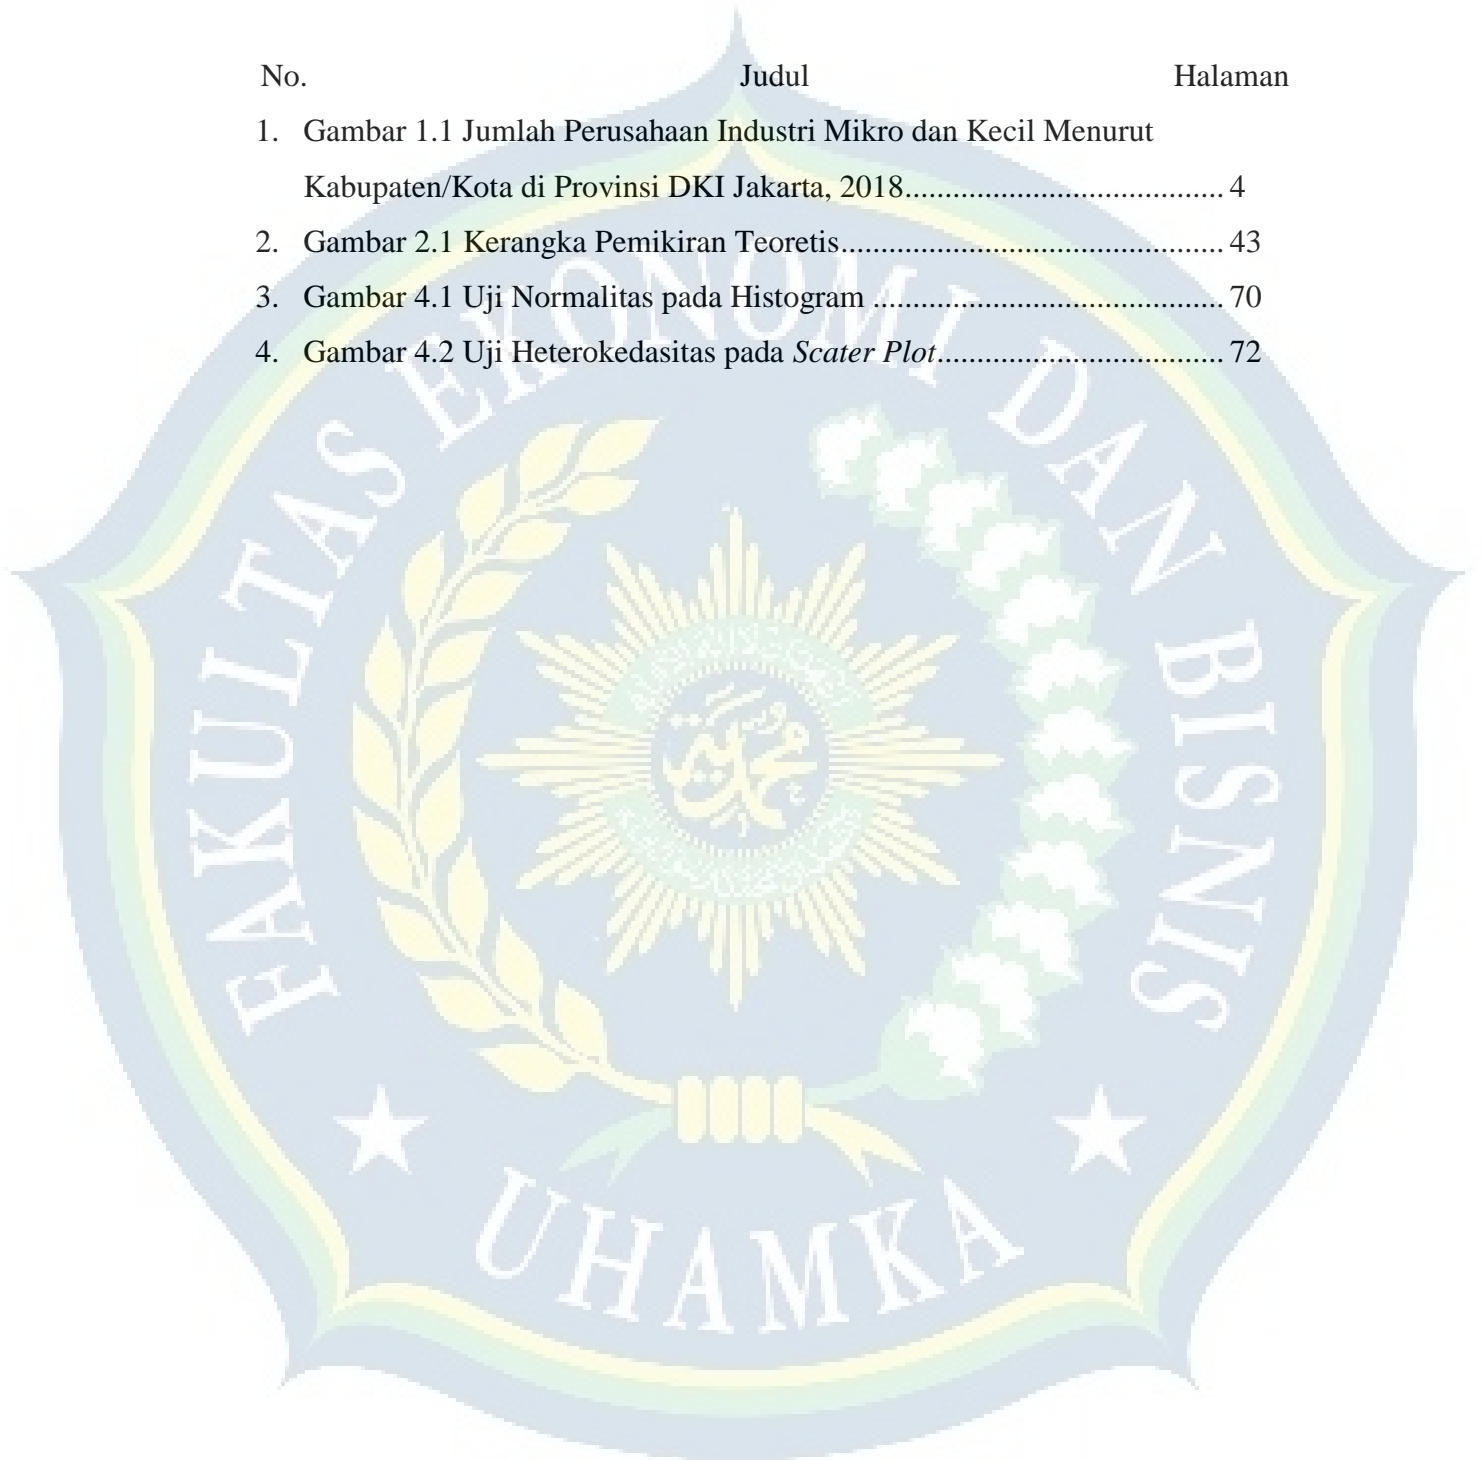 No. Judul Halaman
1. Gambar 1.1 Jumlah Perusahaan Industri Mikro dan Kecil Menurut
Kabupaten/Kota di Provinsi DKI Jakarta, 2018........................................ 4
2. Gambar 2.1 Kerangka Pemikiran Teoretis................................................ 43
3. Gambar 4.1 Uji Normalitas pada Histogram ............................................ 70
4. Gambar 4.2 Uji Heterokedasitas pada Scater Plot.................................... 72
FAKULTAS EKONOMI DAN BISNIS
UHAMKA